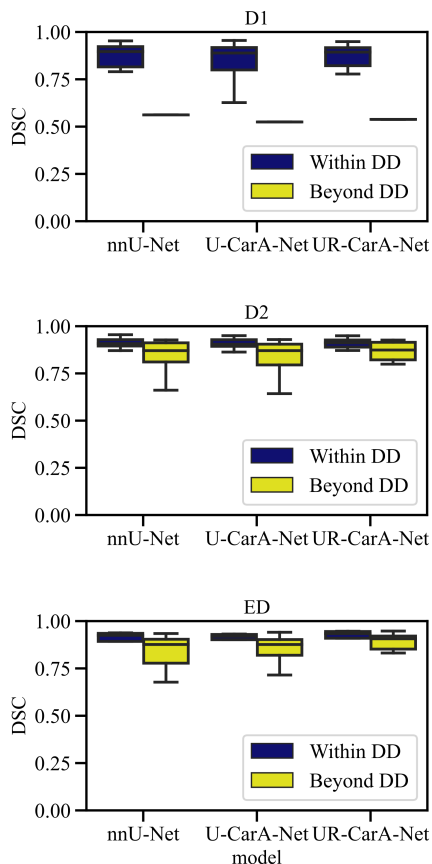 D1
1.00
0.75
0.50
0.25
0.00
DSC
Within DD
Beyond DD
nnU-Net U-CarA-Net UR-CarA-Net
D2
1.00
0.75
0.50
0.25
0.00
DSC
Within DD
Beyond DD
nnU-Net U-CarA-Net UR-CarA-Net
ED
1.00
0.75
0.50
0.25
0.00
DSC
Within DD
Beyond DD
nnU-Net U-CarA-Net UR-CarA-Net
model